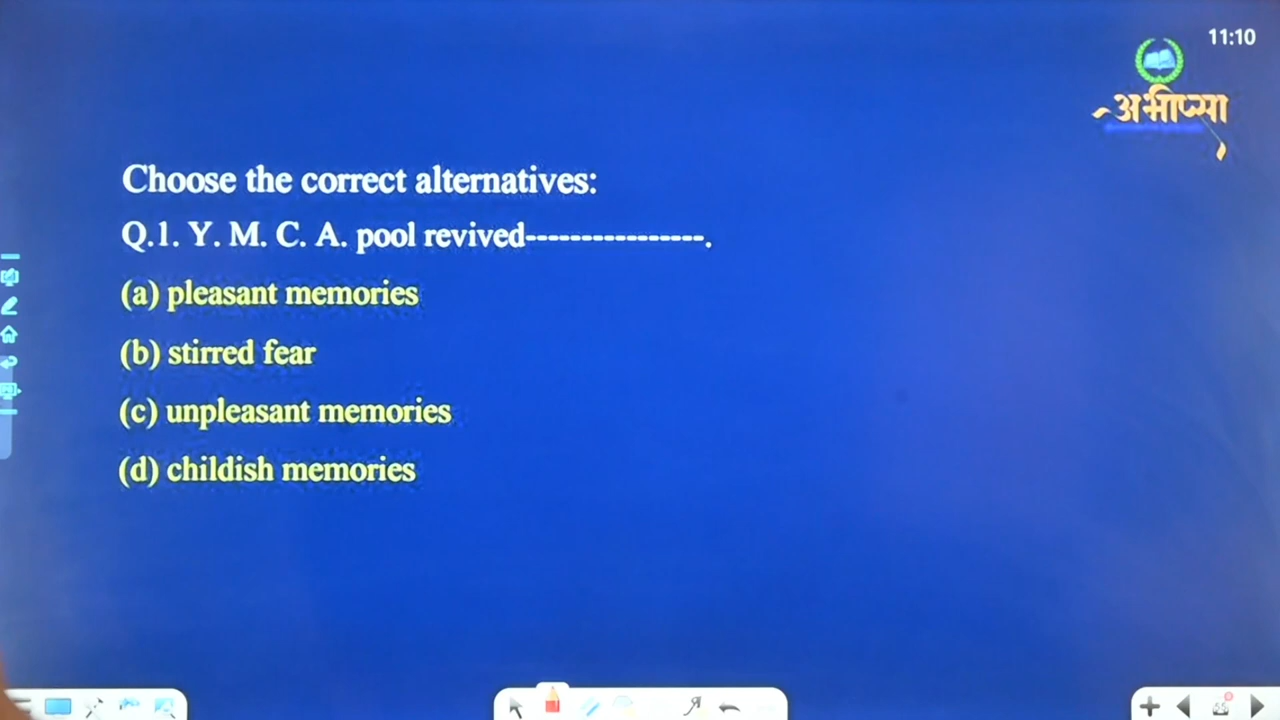 11:10
अभीप्सा
Choose the correct alternatives:
Q.1. Y. M. C. A. pool revived----------------.
(a) pleasant memories
(b) stirred fear
(c) unpleasant memories
(d) childish memories